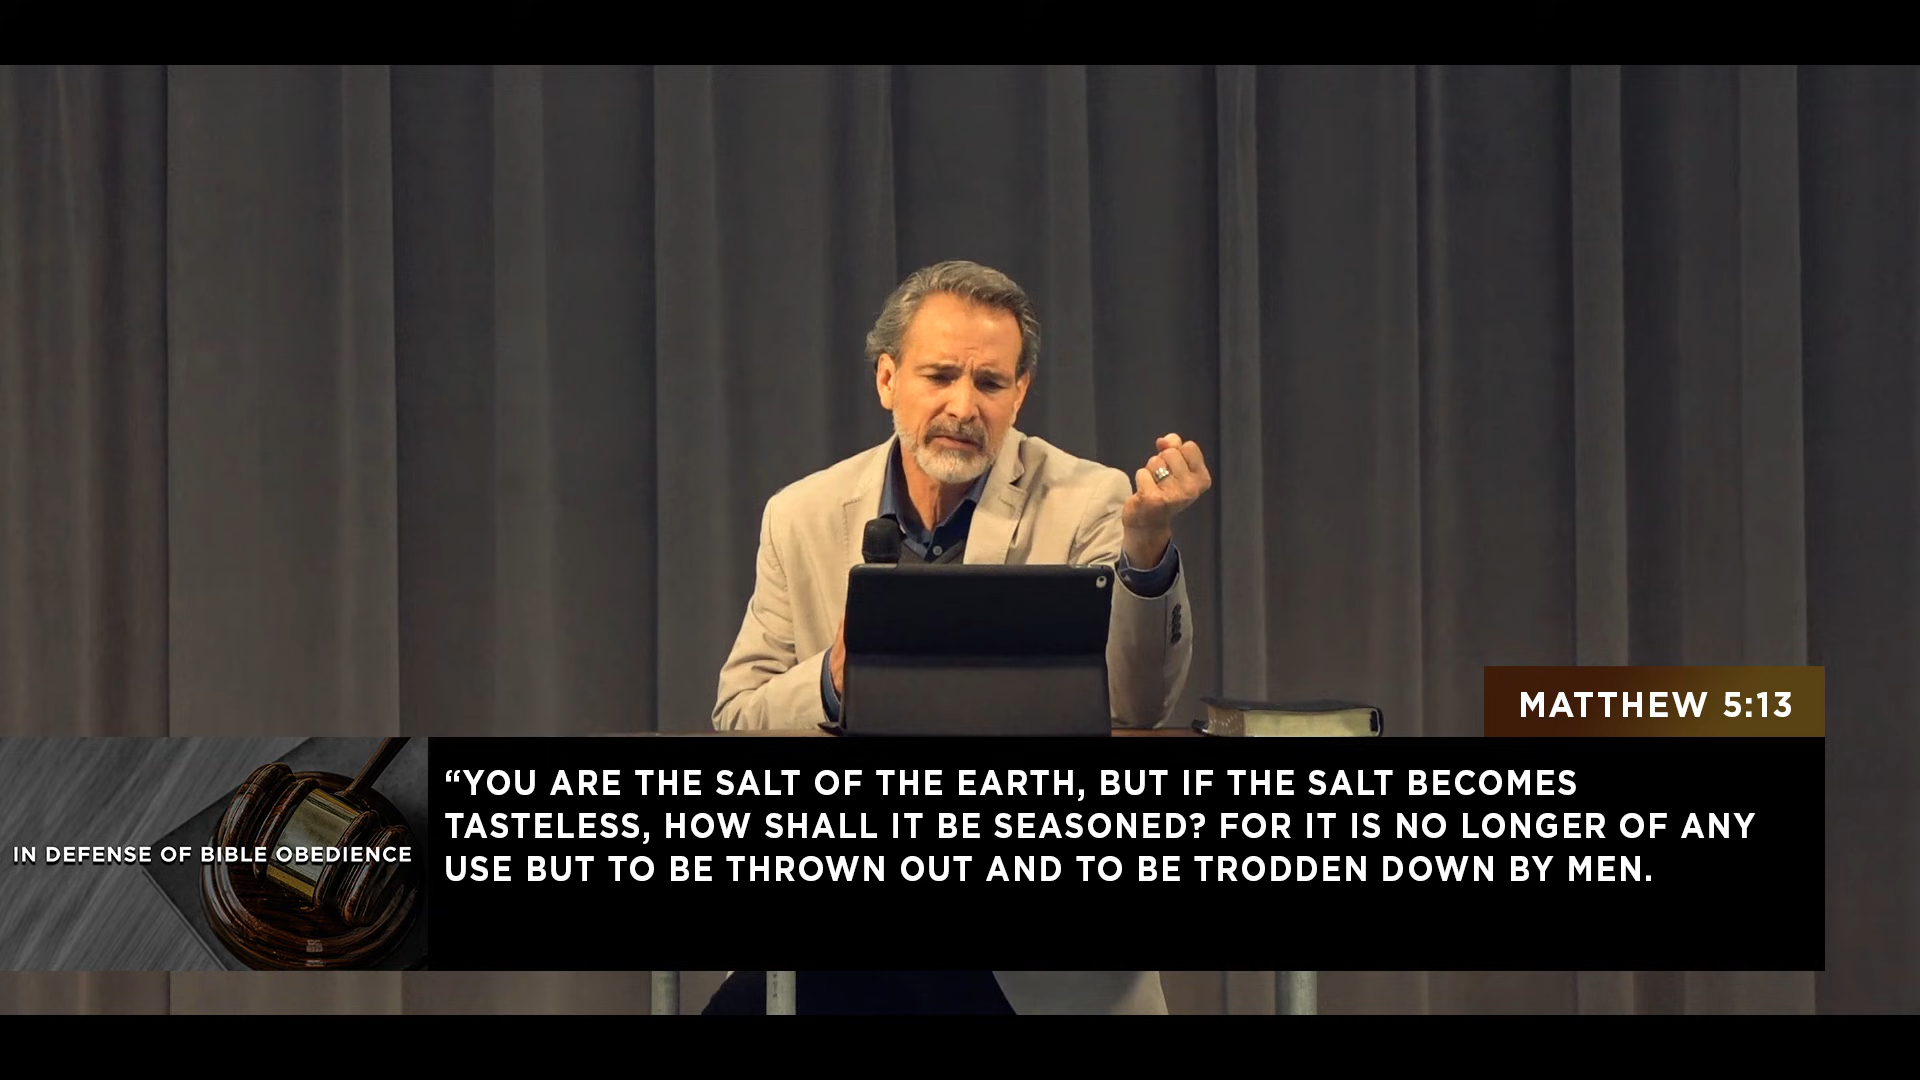 MATTHEW 5:13
IN DEFENSE OF BIBLE OBEDIENCE
“YOU ARE THE SALT OF THE EARTH, BUT IF THE SALT BECOMES
TASTELESS, HOW SHALL IT BE SEASONED? FOR IT IS NO LONGER OF ANY
USE BUT TO BE THROWN OUT AND TO BE TRODDEN DOWN BY MEN.